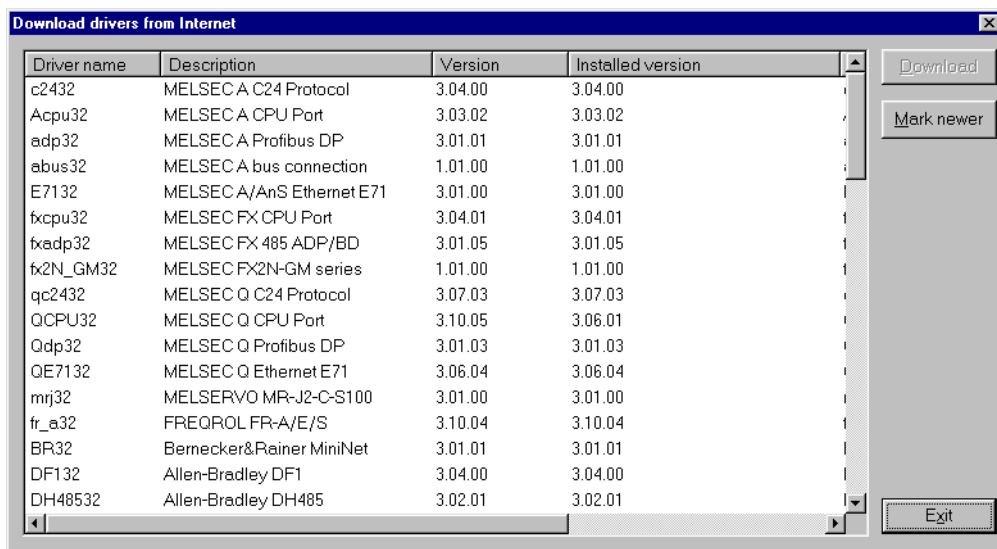 Download drivers from Internet
Driver name Description Version Installed version
c2432 MELSEC A C24 Protocol 3.04.00 3.04.00
Acpu32 MELSEC A CPU Port 3.03.02 3.03.02
adp32 MELSEC A Profibus DP 3.01.01 3.01.01
abus32 MELSEC A bus connection 1.01.00 1.01.00
E7132 MELSEC A/AnS Ethernet E71 3.01.00 3.01.00
fxcpu32 MELSEC FX CPU Port 3.04.01 3.04.01
fxadp32 MELSEC FX 485 ADP/BD 3.01.05 3.01.05
fx2N_GM32 MELSEC FX2N-GM series 1.01.00 1.01.00
qc2432 MELSEC Q C24 Protocol 3.07.03 3.07.03
QCPU32 MELSEC Q CPU Port 3.10.05 3.06.01
Qdp32 MELSEC Q Profibus DP 3.01.03 3.01.03
QE7132 MELSEC Q Ethernet E71 3.06.04 3.06.04
mrj32 MELSERVO MR-J2-C-S100 3.01.00 3.01.00
fr_a32 FREQROL FR-A/E/S 3.10.04 3.10.04
BR32 Bernecker&Rainer MiniNet 3.01.01 3.01.01
DF132 Allen-Bradley DF1 3.04.00 3.04.00
DH48532 Allen-Bradley DH485 3.02.01 3.02.01
Download
Mark newer
Exit